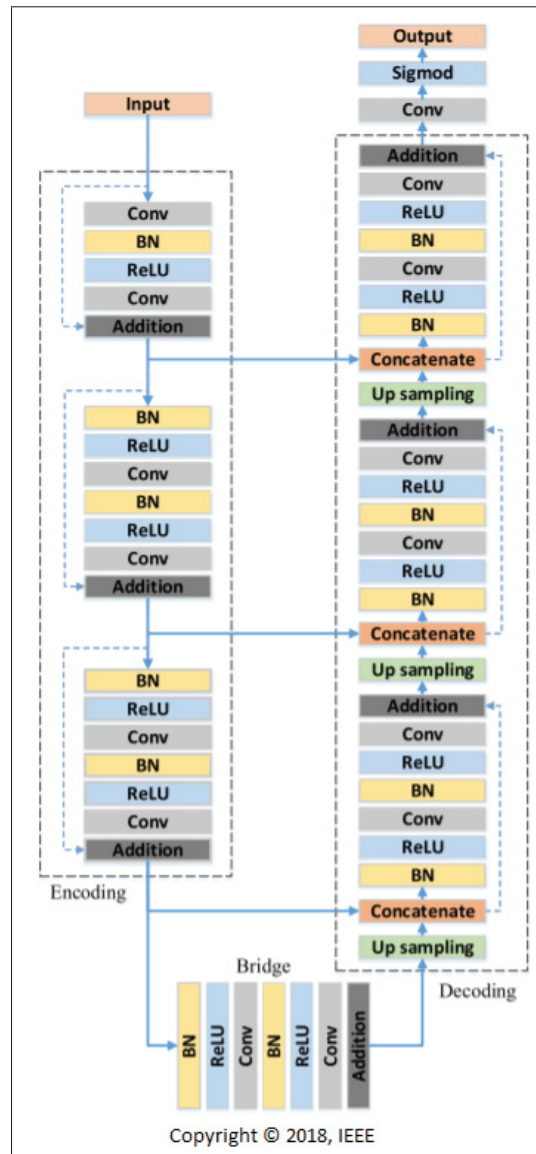 Input
Conv
BN
ReLU
Conv
Addition
BN
ReLU
Conv
BN
ReLU
Conv
Addition
BN
ReLU
Conv
BN
ReLU
Conv
Addition
Encoding
Bridge
BN
ReLU
Conv
BN
ReLU
Conv
Addition
Output
Sigmod
Conv
Addition
Conv
ReLU
BN
Conv
ReLU
BN
Concatenate
Up sampling
Addition
Conv
ReLU
BN
Conv
ReLU
BN
Concatenate
Up sampling
Addition
Conv
ReLU
BN
Conv
ReLU
BN
Concatenate
Up sampling
Decoding
Copyright © 2018, IEEE